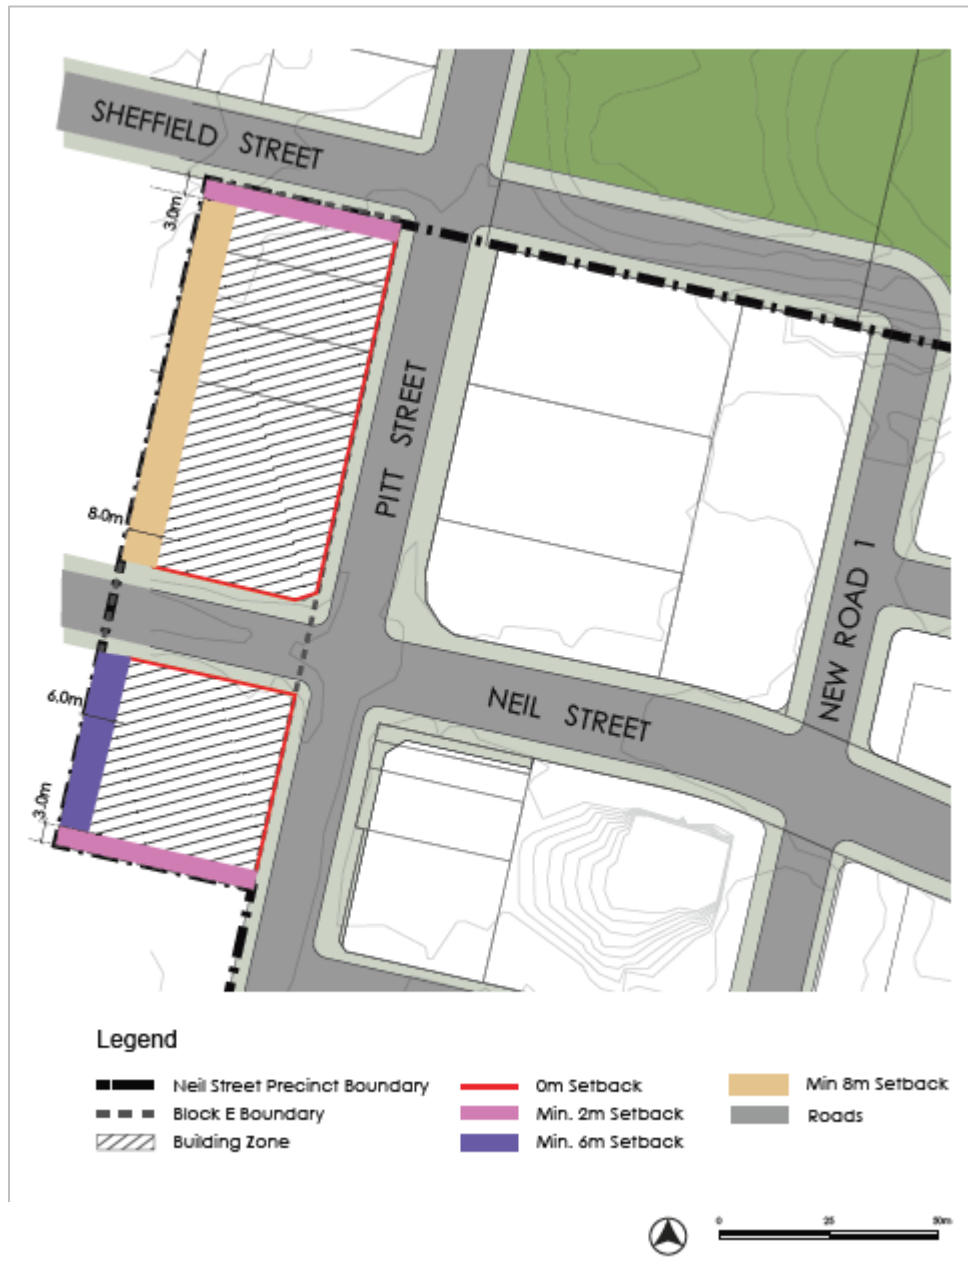 SHEFFIELD STREET
3.0m
PITT STREET
8.0m
NEW ROAD 1
6.0m
NEIL STREET
3.0m
Legend
Neil Street Precinct Boundary
Block E Boundary
Building Zone
0m Setback
Min. 2m Setback
Min. 6m Setback
Min 8m Setback
Roads
0 25 50m